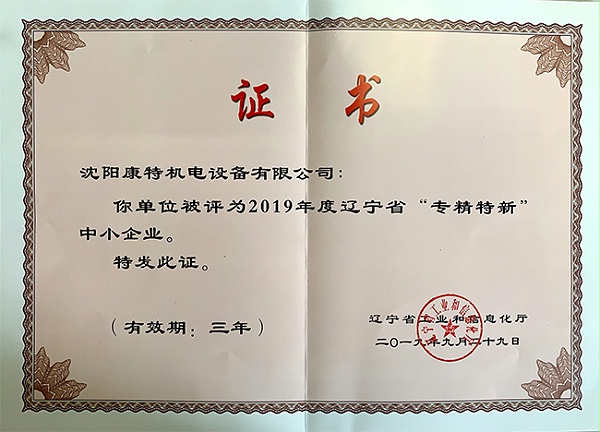 证 书
沈阳康特机电设备有限公司：
你单位被评为2019年度辽宁省“专精特新”
中小企业。
特发此证。
（有效期：三年）
辽宁省工业和信息化厅
二〇一九年九月二十九日